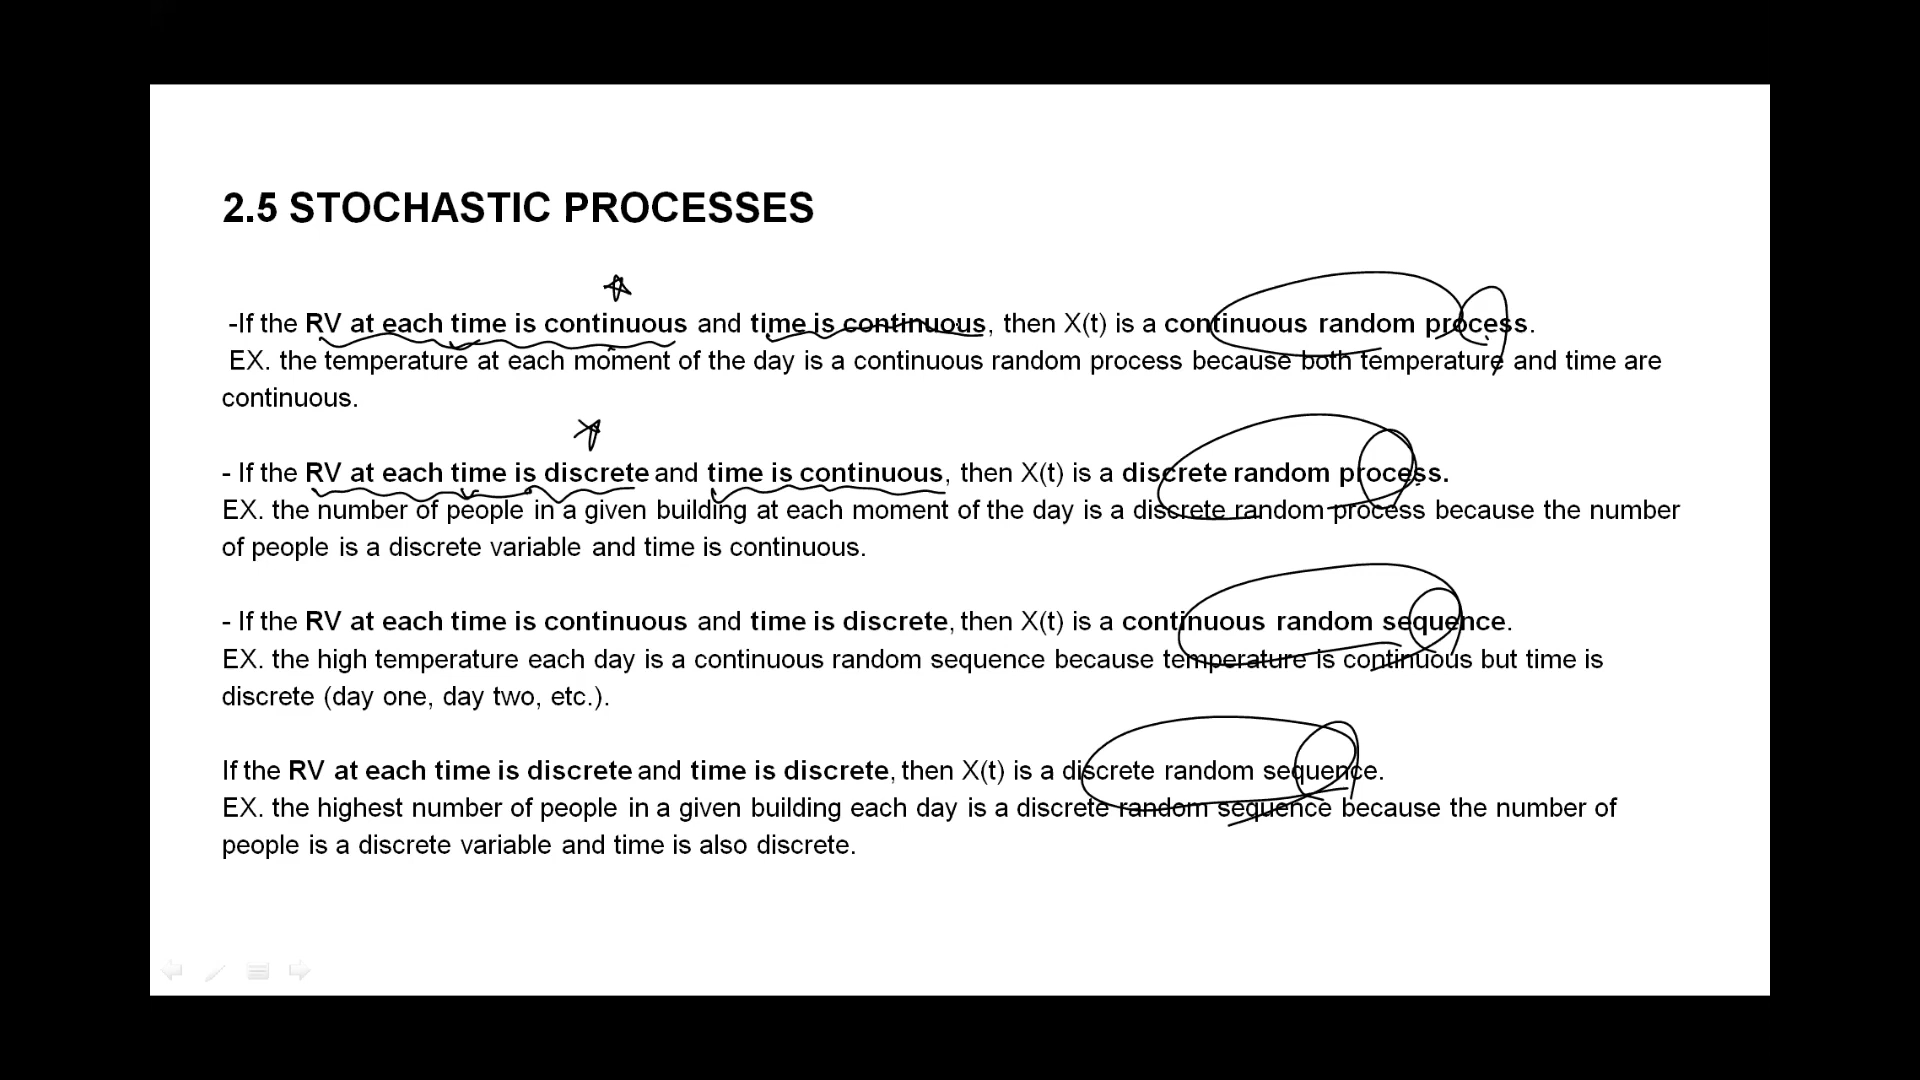 2.5 STOCHASTIC PROCESSES
-If the RV at each time is continuous and time is continuous, then X(t) is a continuous random process.
EX. the temperature at each moment of the day is a continuous random process because both temperature and time are
continuous.
- If the RV at each time is discrete and time is continuous, then X(t) is a discrete random process.
EX. the number of people in a given building at each moment of the day is a discrete random process because the number
of people is a discrete variable and time is continuous.
- If the RV at each time is continuous and time is discrete, then X(t) is a continuous random sequence.
EX. the high temperature each day is a continuous random sequence because temperature is continuous but time is
discrete (day one, day two, etc.).
If the RV at each time is discrete and time is discrete, then X(t) is a discrete random sequence.
EX. the highest number of people in a given building each day is a discrete random sequence because the number of
people is a discrete variable and time is also discrete.